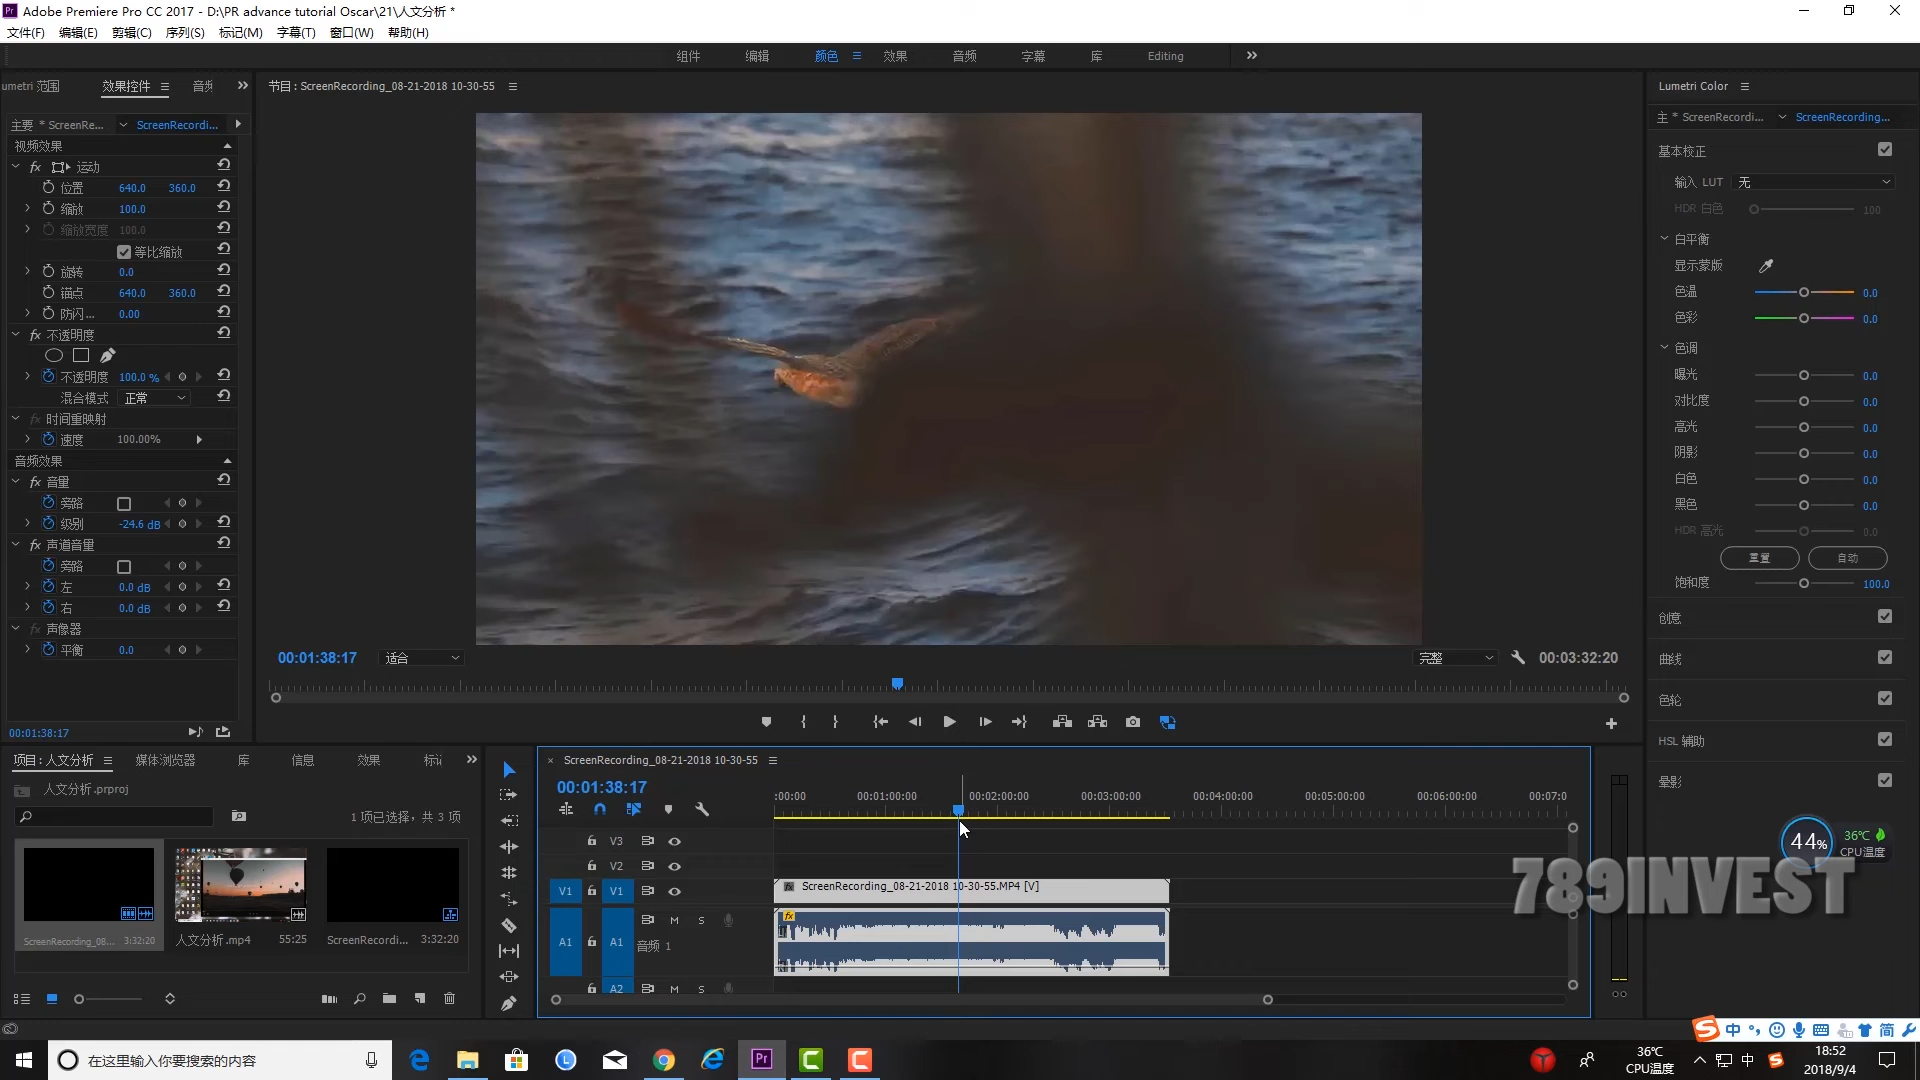 Adobe Premiere Pro CC 2017 - D:\PR advance tutorial Oscar\21\人文分析 *
文件(F) 编辑(E) 剪辑(C) 序列(S) 标记(M) 字幕(T) 窗口(W) 帮助(H)
组件 编辑 颜色 效果 音频 字幕 库 Editing
umetri 范围 效果控件 音频
节目: ScreenRecording_08-21-2018 10-30-55
Lumetri Color
主要 * ScreenRe... ScreenRecordi...
主 * ScreenRecordi... ScreenRecording...
视频效果
fx 运动
位置 640.0 360.0
缩放 100.0
缩放宽度 100.0
等比缩放
旋转 0.0
锚点 640.0 360.0
防闪... 0.00
fx 不透明度
不透明度 100.0 %
混合模式 正常
fx 时间重映射
速度 100.00%
音频效果
fx 音量
旁路
级别 -24.6 dB
fx 声道音量
旁路
左 0.0 dB
右 0.0 dB
fx 声像器
平衡 0.0
00:01:38:17
00:01:38:17 适合 完整 00:03:32:20
基本校正
输入 LUT 无
HDR 白色 100
白平衡
显示蒙版
色温 0.0
色彩 0.0
色调
曝光 0.0
对比度 0.0
高光 0.0
阴影 0.0
白色 0.0
黑色 0.0
HDR 高光 0.0
重置 自动
饱和度 100.0
创意
曲线
色轮
HSL 辅助
晕影
项目: 人文分析 媒体浏览器 库 信息 效果 标记
人文分析.prproj
1 项已选择，共 3 项
ScreenRecording_08... 3:32:20
人文分析.mp4 55:25
ScreenRecordi... 3:32:20
× ScreenRecording_08-21-2018 10-30-55
00:01:38:17
:00:00 00:01:00:00 00:02:00:00 00:03:00:00 00:04:00:00 00:05:00:00 00:06:00:00 00:07:0
V3
V2
V1 V1 fx ScreenRecording_08-21-2018 10-30-55.MP4 [V]
M S fx
A1 A1 音频 1
A2 M S
44% 36℃
CPU温度
789INVEST
中 简
在这里输入你要搜索的内容
Pr
36℃
CPU温度
中
18:52
2018/9/4